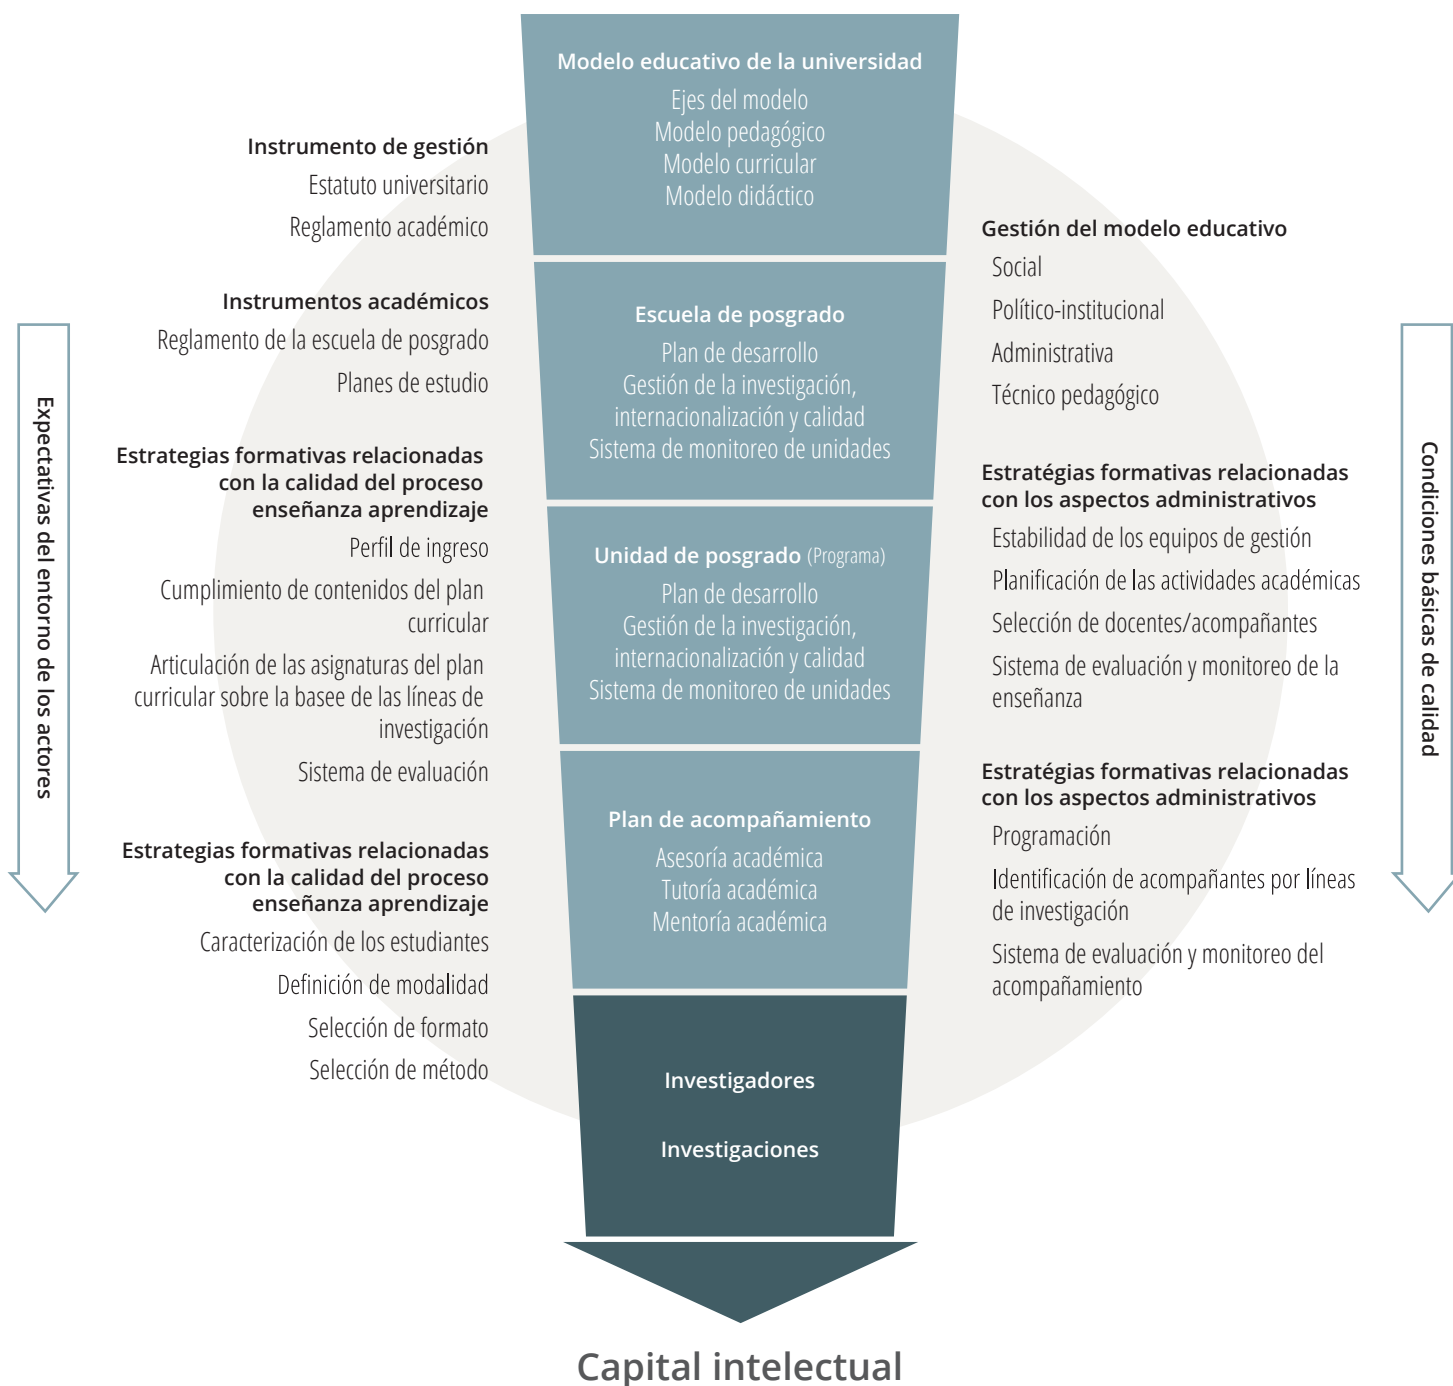 Modelo educativo de la universidad
Ejes del modelo
Modelo pedagógico
Modelo curricular
Modelo didáctico
Instrumento de gestión
Estatuto universitario
Reglamento académico
Instrumentos académicos
Reglamento de la escuela de posgrado
Planes de estudio
Estrategias formativas relacionadas
con la calidad del proceso
enseñanza aprendizaje
Perfil de ingreso
Cumplimiento de contenidos del plan
curricular
Articulación de las asignaturas del plan
curricular sobre la basee de las líneas de
investigación
Sistema de evaluación
Estrategias formativas relacionadas
con la calidad del proceso
enseñanza aprendizaje
Caracterización de los estudiantes
Definición de modalidad
Selección de formato
Selección de método
Expectativas del entorno de los actores
Escuela de posgrado
Plan de desarrollo
Gestión de la investigación,
internacionalización y calidad
Sistema de monitoreo de unidades
Unidad de posgrado (Programa)
Plan de desarrollo
Gestión de la investigación,
internacionalización y calidad
Sistema de monitoreo de unidades
Plan de acompañamiento
Asesoría académica
Tutoría académica
Mentoría académica
Investigadores
Investigaciones
Gestión del modelo educativo
Social
Político-institucional
Administrativa
Técnico pedagógico
Estratégias formativas relacionadas
con los aspectos administrativos
Estabilidad de los equipos de gestión
Planificación de las actividades académicas
Selección de docentes/acompañantes
Sistema de evaluación y monitoreo de la
enseñanza
Estratégias formativas relacionadas
con los aspectos administrativos
Programación
Identificación de acompañantes por líneas
de investigación
Sistema de evaluación y monitoreo del
acompañamiento
Condiciones básicas de calidad
Capital intelectual